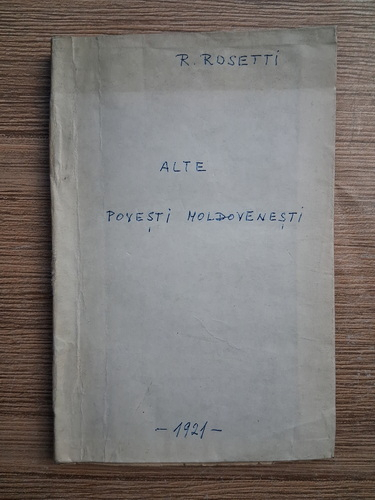 R. ROSETTI
ALTE
POVEȘTI MOLDOVENEȘTI
- 1921 -